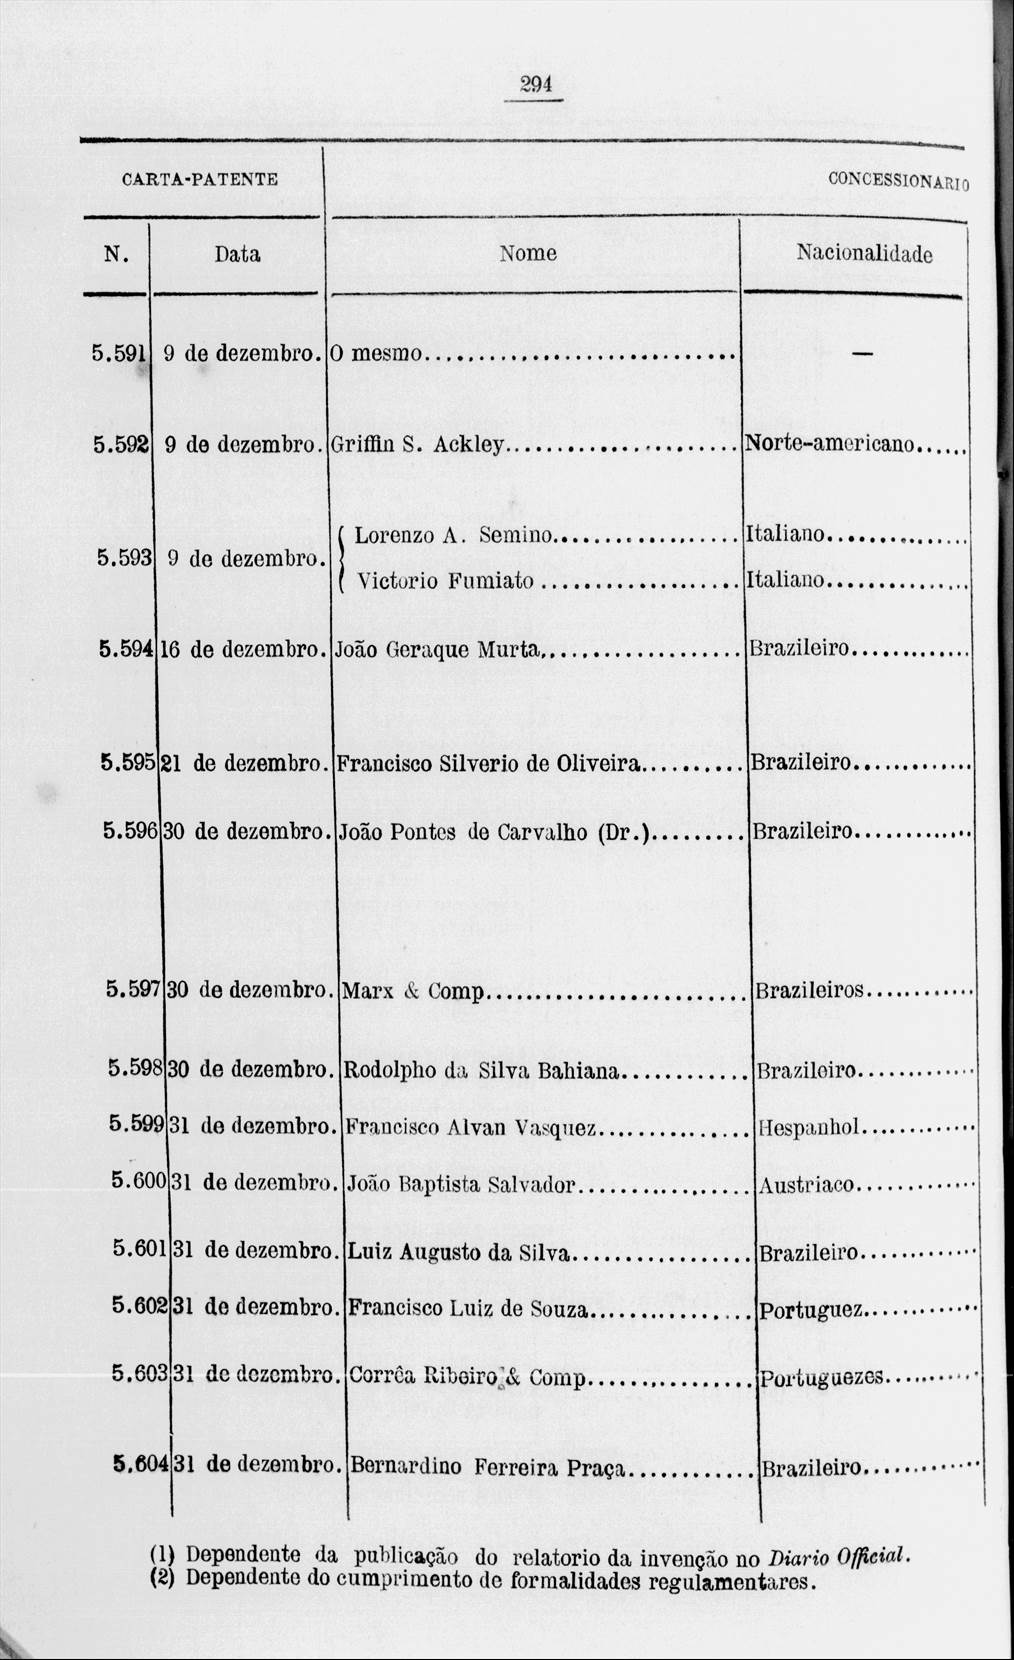 294
CARTA-PATENTE CONCESSIONARIO
N. Data Nome Nacionalidade
5.591 9 de dezembro. O mesmo............................. —
5.592 9 de dezembro. Griffin S. Ackley....................... Norte-americano......
5.593 9 de dezembro. { Lorenzo A. Semino.................. Italiano..............
Victorio Fumiato ................... Italiano..............
5.594 16 de dezembro. João Geraque Murta.................... Brazileiro.............
5.595 21 de dezembro. Francisco Silverio de Oliveira.......... Brazileiro.............
5.596 30 de dezembro. João Pontes de Carvalho (Dr.)......... Brazileiro.............
5.597 30 de dezembro. Marx & Comp.......................... Brazileiros............
5.598 30 de dezembro. Rodolpho da Silva Bahiana............. Brazileiro.............
5.599 31 de dezembro. Francisco Alvan Vasquez............... Hespanhol.............
5.600 31 de dezembro. João Baptista Salvador................. Austriaco.............
5.601 31 de dezembro. Luiz Augusto da Silva.................. Brazileiro.............
5.602 31 de dezembro. Francisco Luiz de Souza................ Portuguez.............
5.603 31 de dezembro. Corrêa Ribeiro & Comp................. Portuguezes...........
5.604 31 de dezembro. Bernardino Ferreira Praça............. Brazileiro.............
(1) Dependente da publicação do relatorio da invenção no Diario Official.
(2) Dependente do cumprimento de formalidades regulamentares.